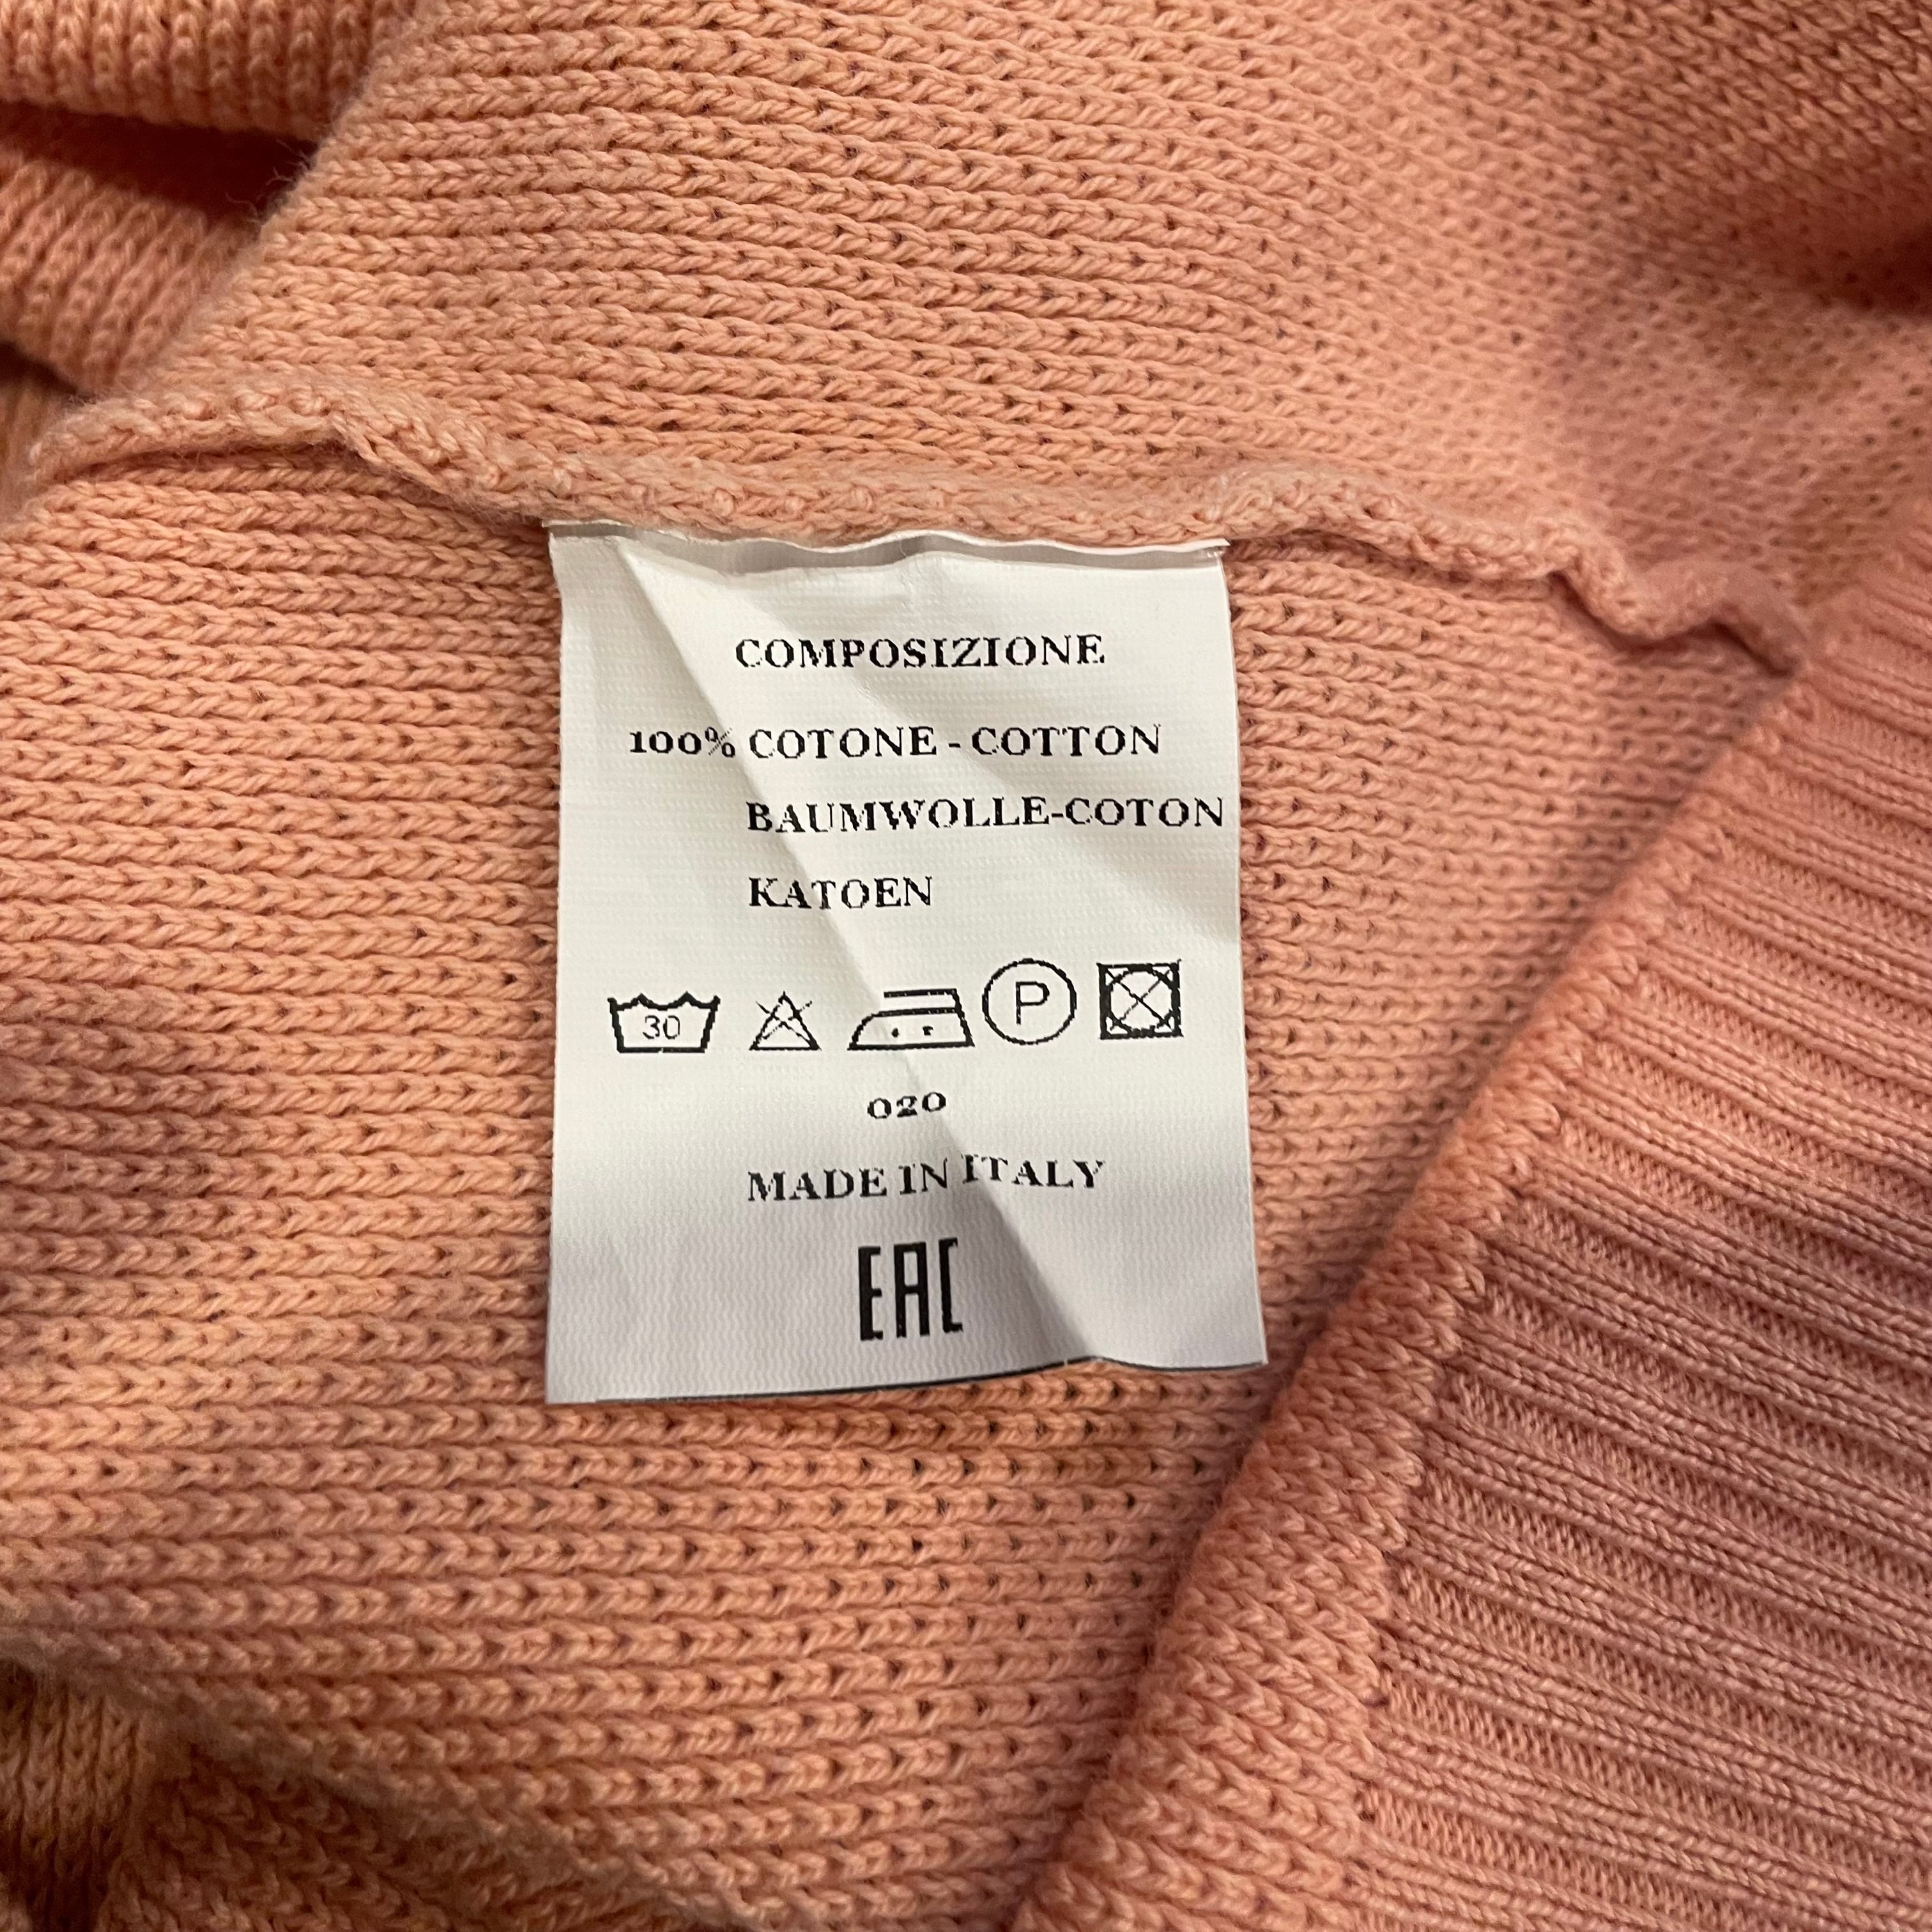 COMPOSIZIONE
100% COTONE - COTTON
BAUMWOLLE-COTON
KATOEN
30 P
020
MADE IN ITALY
EAC